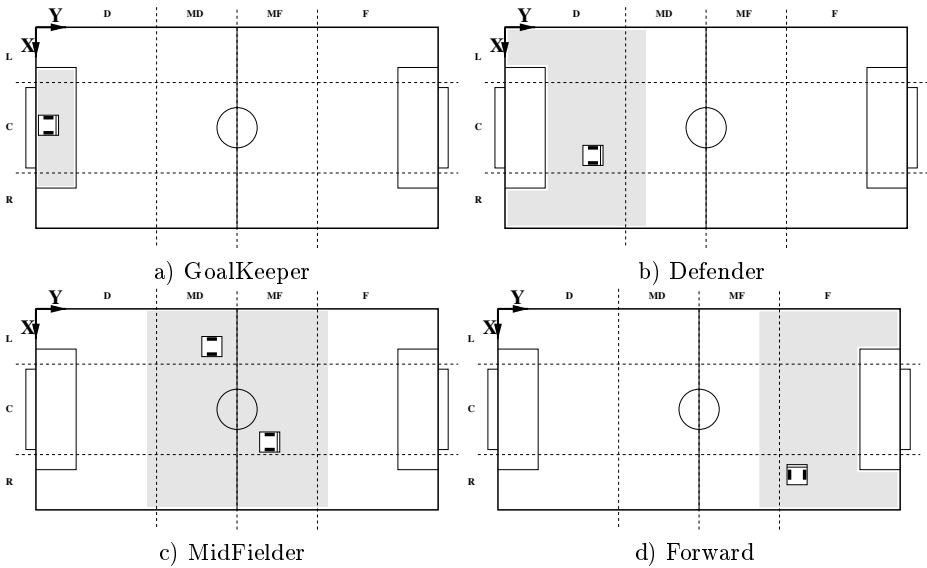 Y D MD MF F
X
L
C
R
a) GoalKeeper
Y D MD MF F
X
L
C
R
b) Defender
Y D MD MF F
X
L
C
R
c) MidFielder
Y D MD MF F
X
L
C
R
d) Forward